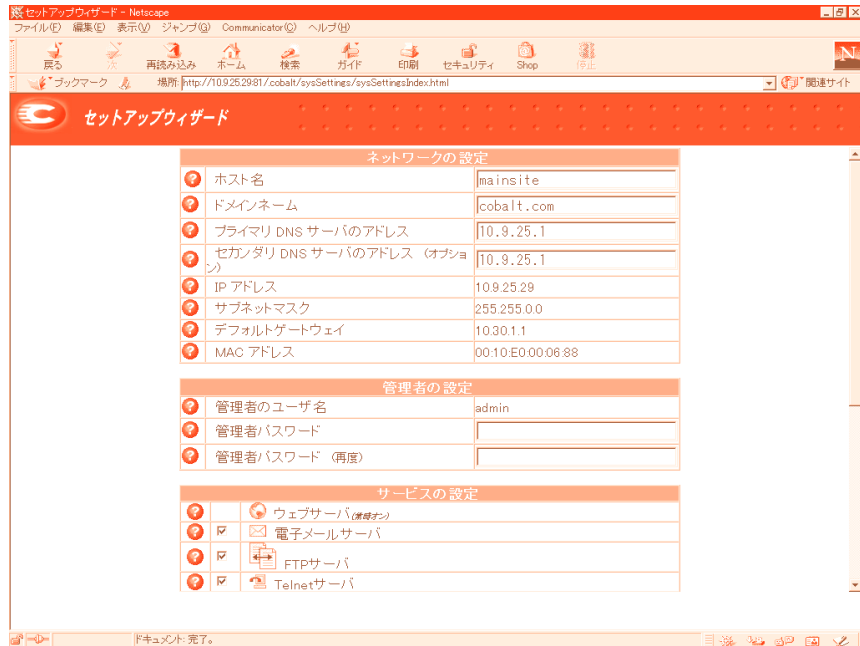 セットアップウィザード - Netscape
ファイル(F) 編集(E) 表示(V) ジャンプ(G) Communicator(C) ヘルプ(H)
戻る 次 再読み込み ホーム 検索 ガイド 印刷 セキュリティ Shop 停止
ブックマーク 場所: http://10.9.25.29:81/.cobalt/sysSettings/sysSettingsIndex.html 関連サイト
セットアップウィザード
ネットワークの設定
ホスト名 mainsite
ドメインネーム cobalt.com
プライマリ DNS サーバのアドレス 10.9.25.1
セカンダリ DNS サーバのアドレス (オプショ
ン) 10.9.25.1
IP アドレス 10.9.25.29
サブネットマスク 255.255.0.0
デフォルトゲートウェイ 10.30.1.1
MAC アドレス 00:10:E0:00:06:88
管理者の設定
管理者のユーザ名 admin
管理者パスワード
管理者パスワード (再度)
サービスの設定
ウェブサーバ(常時オン)
電子メールサーバ
FTPサーバ
Telnetサーバ
ドキュメント: 完了。